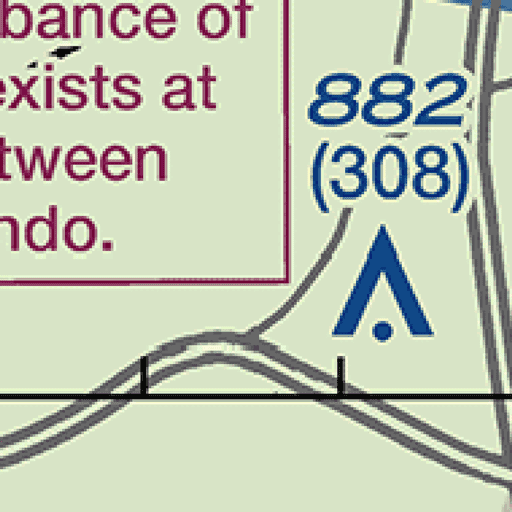 bance of
exists at
tween
ndo.
882
(308)